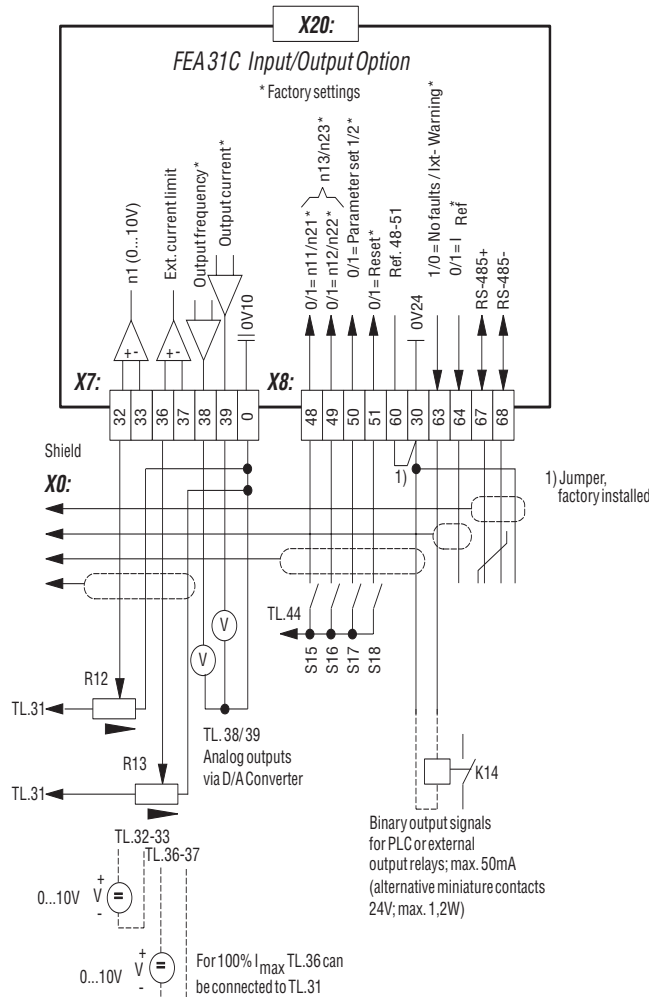 X20:
FEA 31C Input/Output Option
* Factory settings
n1 (0...10V)
Ext. current limit
Output frequency*
Output current*
0V10
0/1= n11/n21*
0/1= n12/n22*
n13/n23*
0/1= Parameter set 1/2*
0/1= Reset*
Ref. 48-51
0V24
1/0= No faults / Ixt- Warning*
0/1= I Ref *
RS-485+
RS-485-
+ -
+ -
X7:
X8:
32 33 36 37 38 39 0
48 49 50 51 60 30 63 64 67 68
Shield
X0:
1)
1) Jumper,
factory installed
TL.44
S15 S16 S17 S18
V
V
R12
TL.31
TL. 38/ 39
Analog outputs
via D/A Converter
R13
TL.31
K14
Binary output signals
for PLC or external
output relays; max. 50mA
(alternative miniature contacts
24V; max. 1,2W)
TL.32-33
TL.36-37
0...10V
+
V
-
=
0...10V
+
V
-
=
For 100% I max TL.36 can
be connected to TL.31